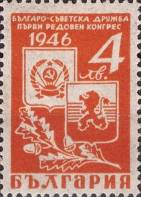 БЪЛГАРО-СЪВЕТСКА ДРУЖБА
ПЪРВИ РЕДОВЕН КОНГРЕС
1946
4
лв.
БЪЛГАРИЯ